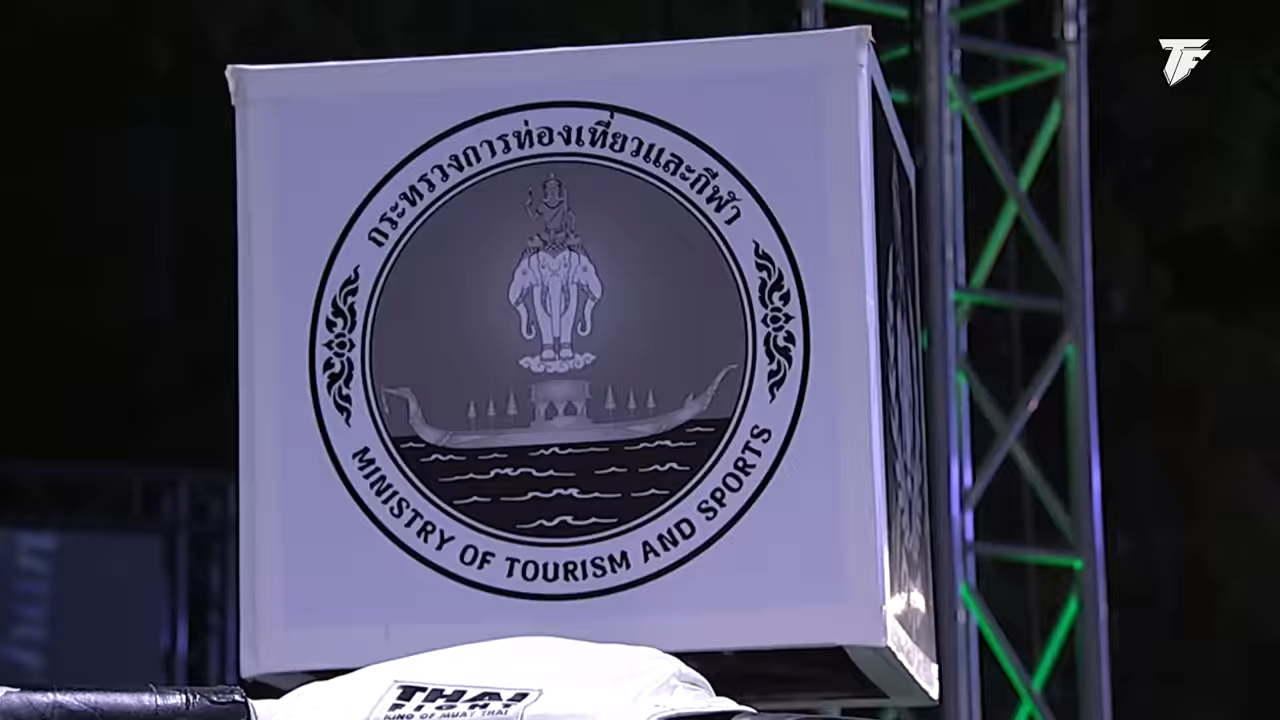 TF
กระทรวงการท่องเที่ยวและกีฬา
MINISTRY OF TOURISM AND SPORTS
THAI
FIGHT
KING OF MUAY THAI